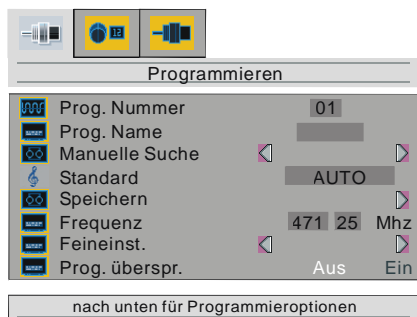 12
Programmieren
Prog. Nummer 01
Prog. Name
Manuelle Suche
Standard AUTO
Speichern
Frequenz 471 25 Mhz
Feineinst.
Prog. überspr. Aus Ein
nach unten für Programmieroptionen